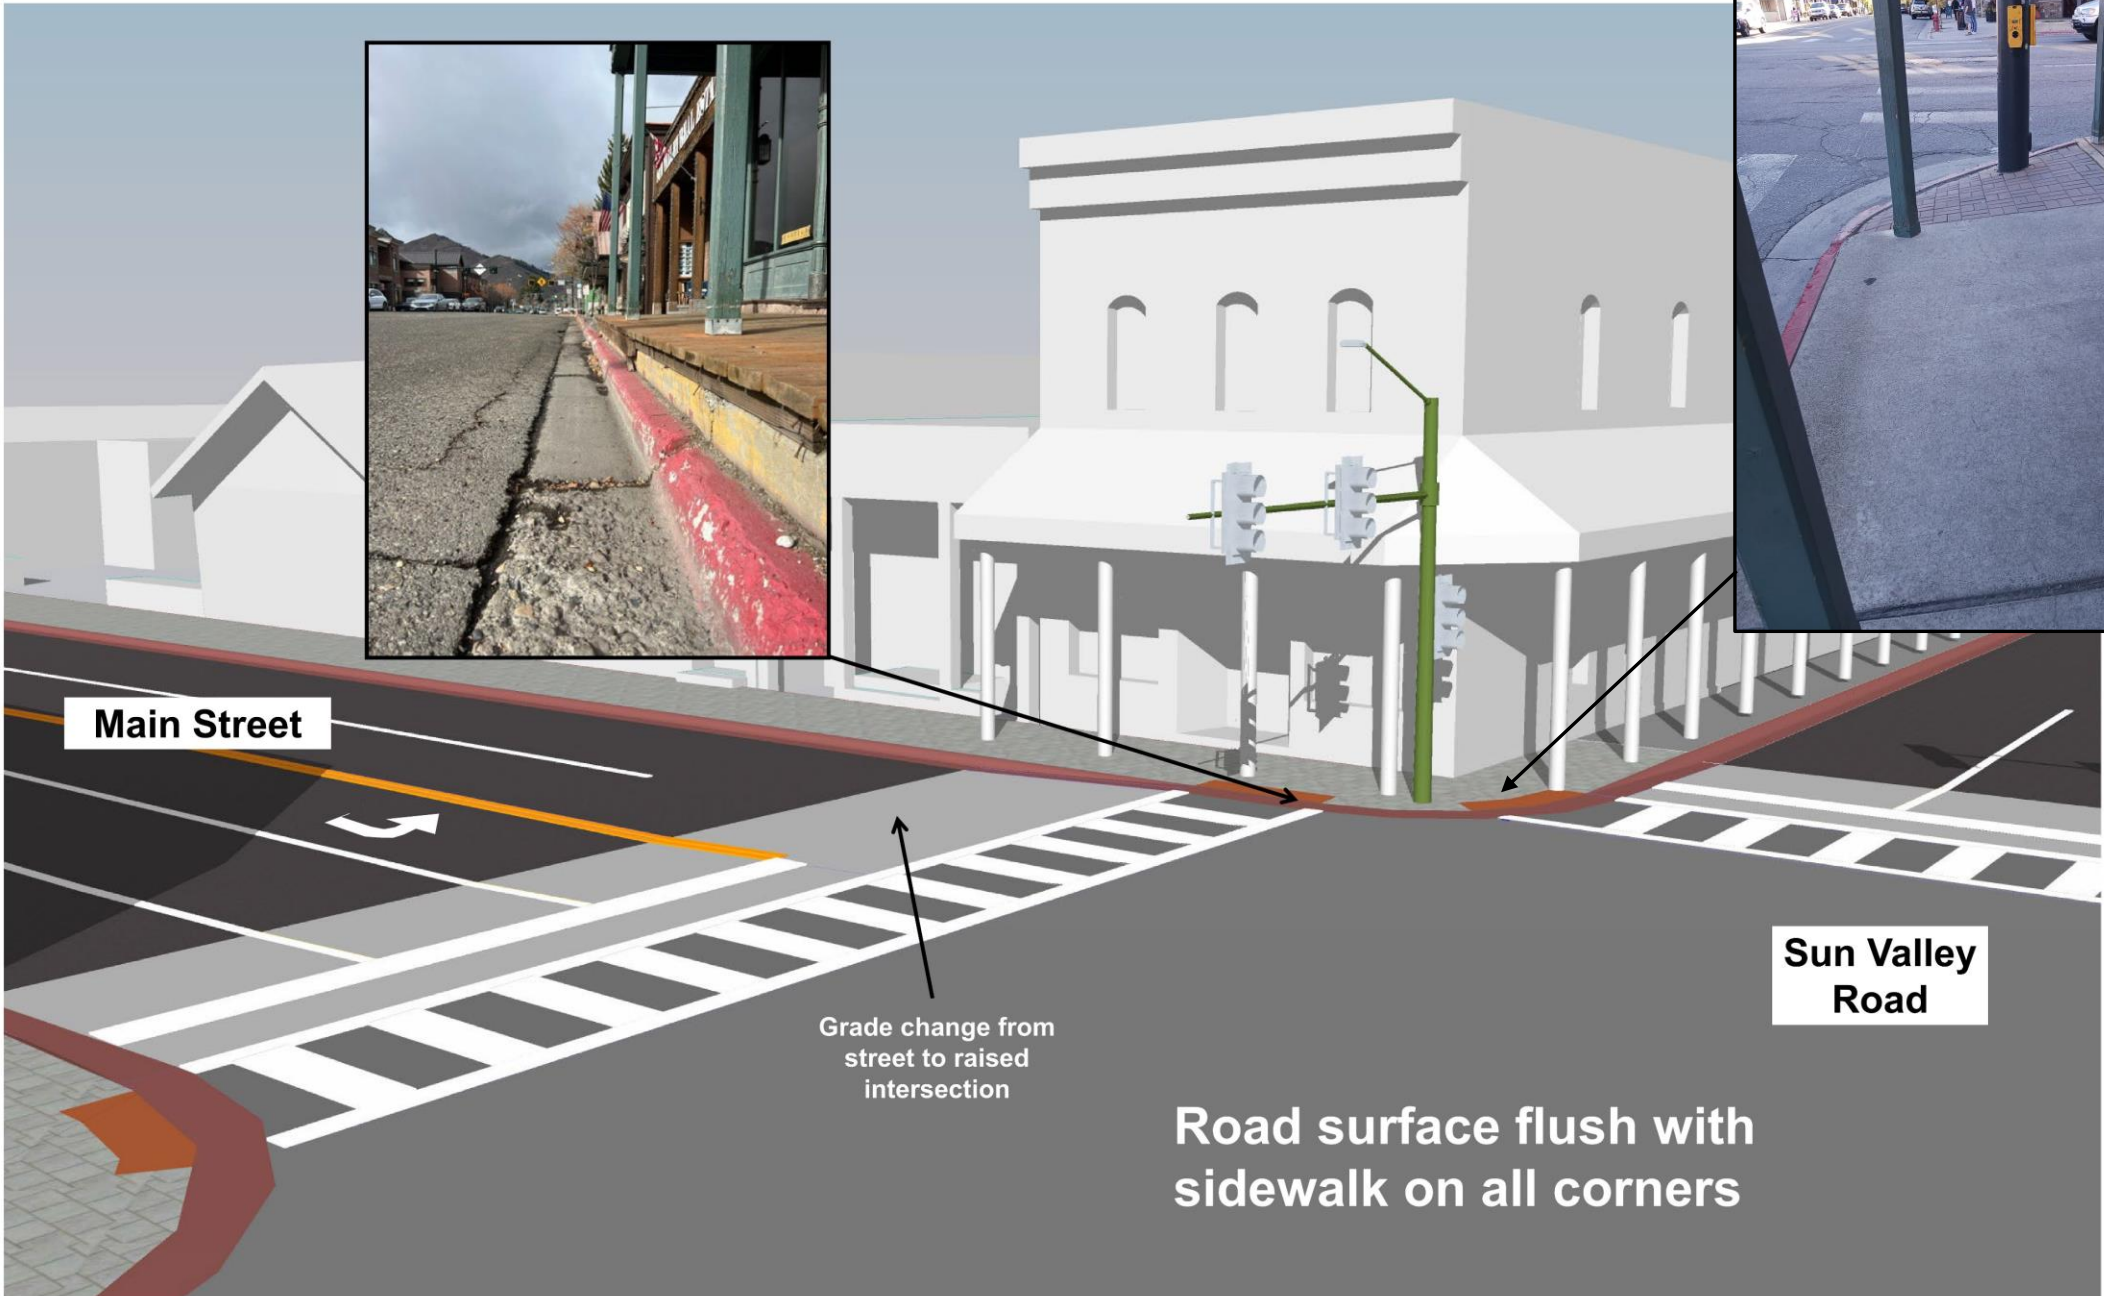 Main Street
Sun Valley
Road
Grade change from
street to raised
intersection
Road surface flush with
sidewalk on all corners